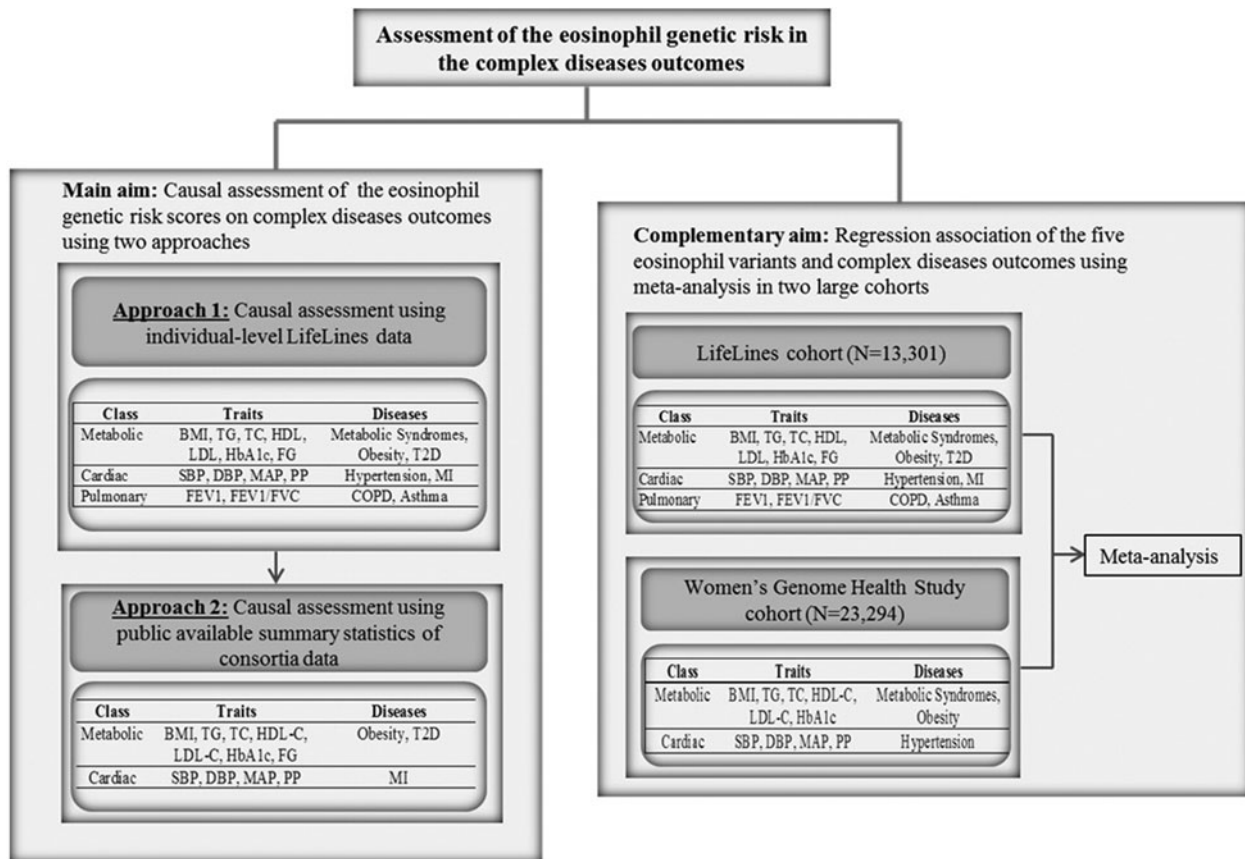 Assessment of the eosinophil genetic risk in
the complex diseases outcomes
Main aim: Causal assessment of the eosinophil
genetic risk scores on complex diseases outcomes
using two approaches
Approach 1: Causal assessment using
individual-level LifeLines data
Class Traits Diseases
Metabolic BMI, TG, TC, HDL, Metabolic Syndromes,
LDL, HbA1c, FG Obesity, T2D
Cardiac SBP, DBP, MAP, PP Hypertension, MI
Pulmonary FEV1, FEV1/FVC COPD, Asthma
Approach 2: Causal assessment using
public available summary statistics of
consortia data
Class Traits Diseases
Metabolic BMI, TG, TC, HDL-C, Obesity, T2D
LDL-C, HbA1c, FG
Cardiac SBP, DBP, MAP, PP MI
Complementary aim: Regression association of the five
eosinophil variants and complex diseases outcomes using
meta-analysis in two large cohorts
LifeLines cohort (N=13,301)
Class Traits Diseases
Metabolic BMI, TG, TC, HDL, Metabolic Syndromes,
LDL, HbA1c, FG Obesity, T2D
Cardiac SBP, DBP, MAP, PP Hypertension, MI
Pulmonary FEV1, FEV1/FVC COPD, Asthma
Women's Genome Health Study
cohort (N=23,294)
Class Traits Diseases
Metabolic BMI, TG, TC, HDL-C, Metabolic Syndromes,
LDL-C, HbA1c Obesity
Cardiac SBP, DBP, MAP, PP Hypertension
Meta-analysis